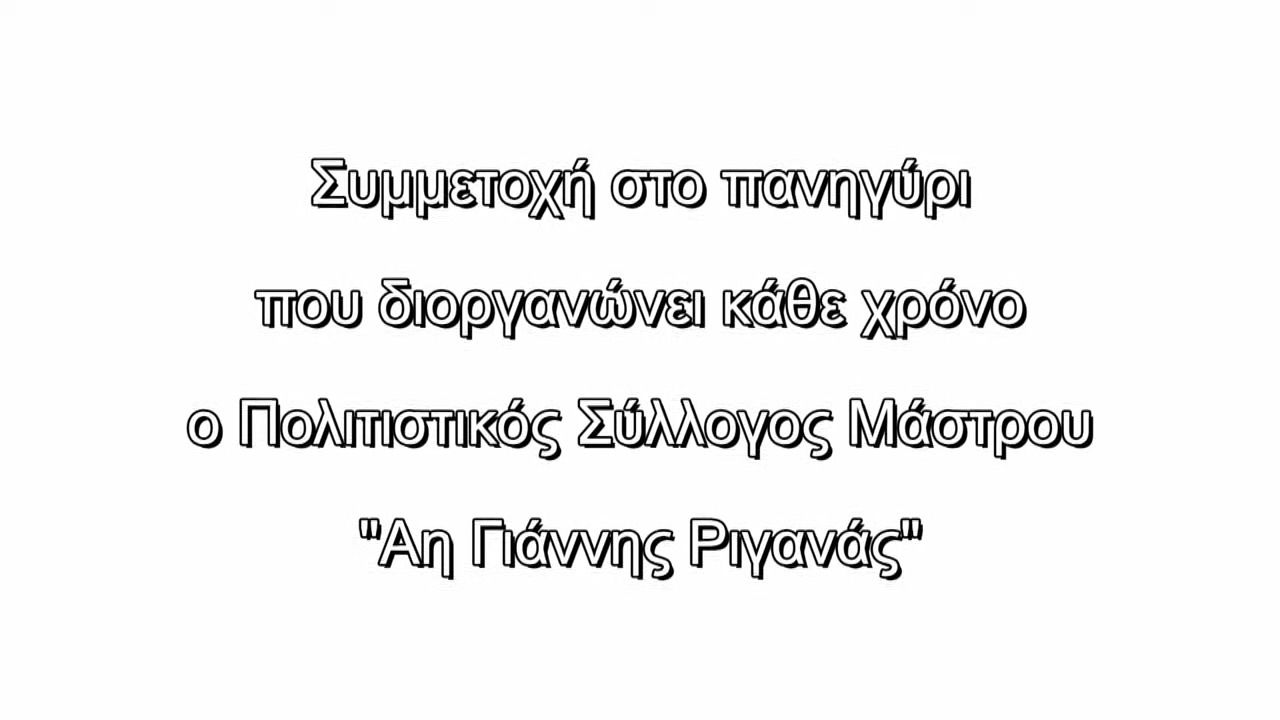 Συμμετοχή στο πανηγύρι
που διοργανώνει κάθε χρόνο
ο Πολιτιστικός Σύλλογος Μάστρου
"Αη Γιάννης Ριγανάς"